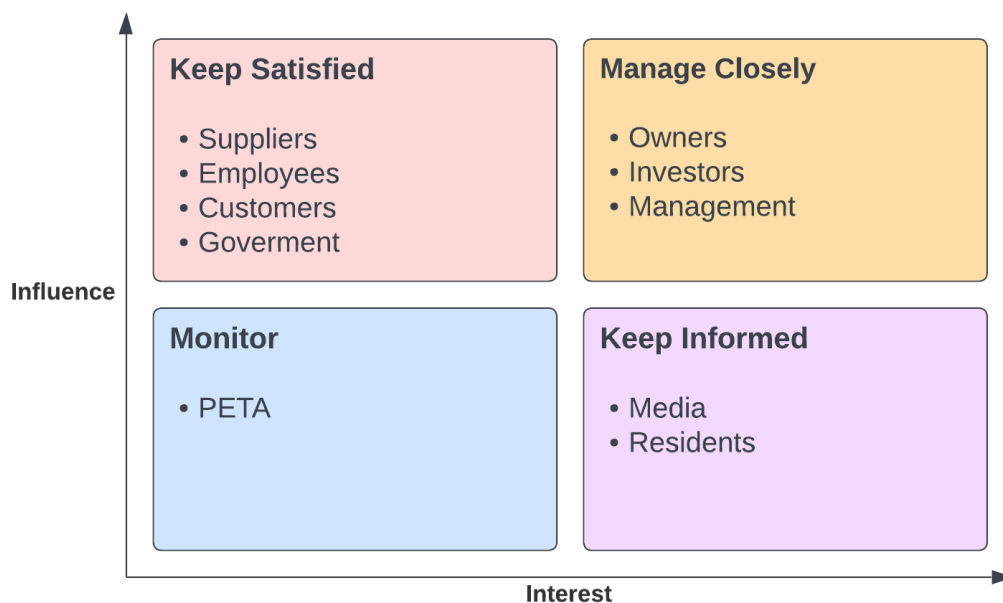 Keep Satisfied
• Suppliers
• Employees
• Customers
• Goverment
Manage Closely
• Owners
• Investors
• Management
Influence
Monitor
• PETA
Keep Informed
• Media
• Residents
Interest